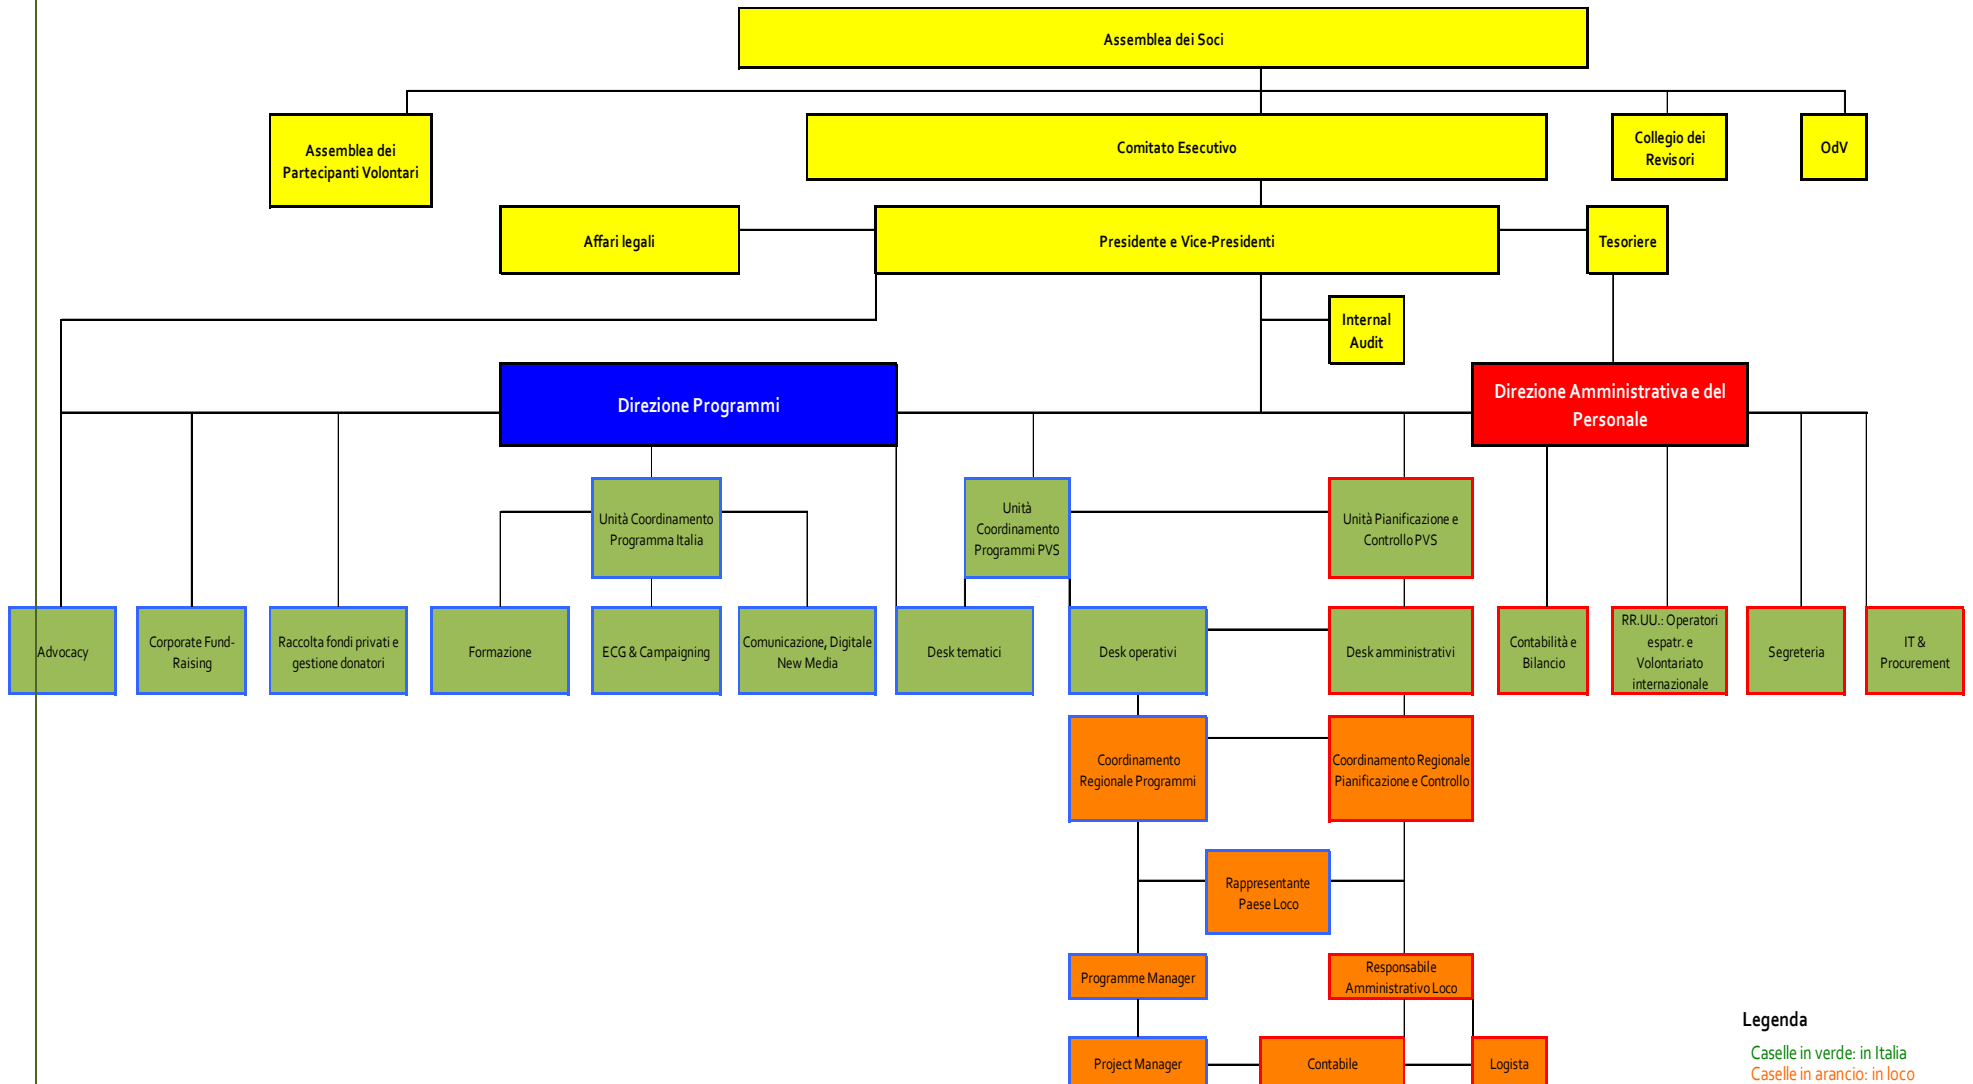 Assemblea dei Soci
Assemblea dei
Partecipanti Volontari
Comitato Esecutivo
Collegio dei
Revisori
OdV
Affari legali
Presidente e Vice-Presidenti
Tesoriere
Internal
Audit
Direzione Programmi
Direzione Amministrativa e del
Personale
Unità Coordinamento
Programma Italia
Unità
Coordinamento
Programmi PVS
Unità Pianificazione e
Controllo PVS
Advocacy
Corporate Fund-
Raising
Raccolta fondi privati e
gestione donatori
Formazione
ECG & Campaigning
Comunicazione, Digitale
New Media
Desk tematici
Desk operativi
Desk amministrativi
Contabilità e
Bilancio
RR.UU.: Operatori
espatr. e
Volontariato
internazionale
Segreteria
IT &
Procurement
Coordinamento
Regionale Programmi
Coordinamento Regionale
Pianificazione e Controllo
Rappresentante
Paese Loco
Programme Manager
Responsabile
Amministrativo Loco
Project Manager
Contabile
Logista
Legenda
Caselle in verde: in Italia
Caselle in arancio: in loco